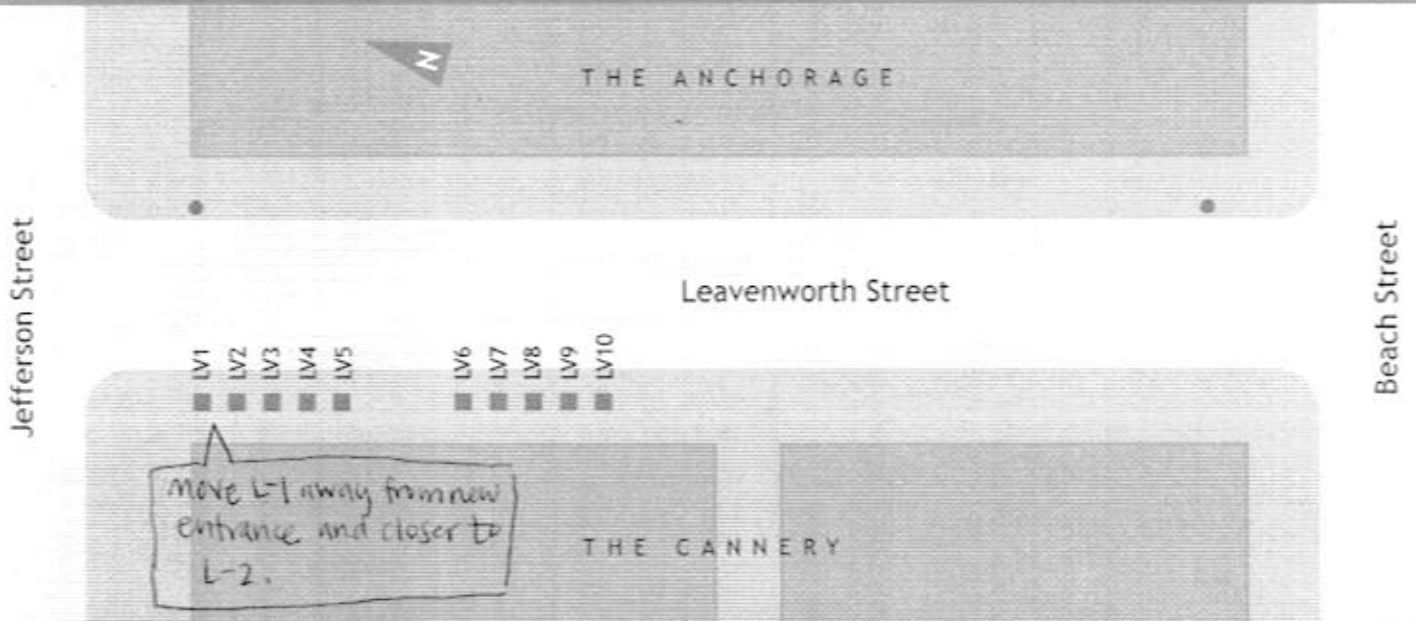 N
THE ANCHORAGE
Jefferson Street
Leavenworth Street
Beach Street
LV1
LV2
LV3
LV4
LV5
LV6
LV7
LV8
LV9
LV10
move L-1 away from new
entrance and closer to
L-2.
THE CANNERY